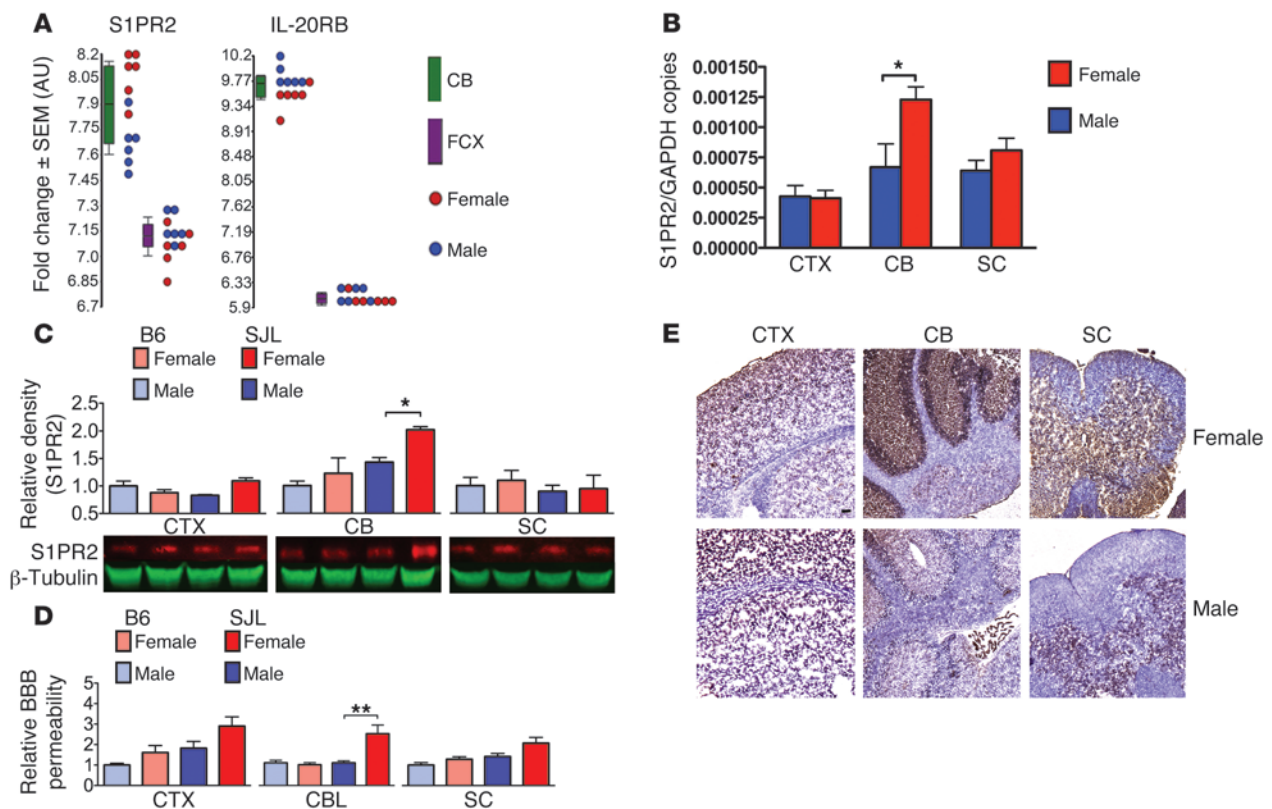 A
S1PR2
IL-20RB
Fold change ± SEM (AU)
8.2
8.05
7.9
7.75
7.6
7.45
7.3
7.15
7.0
6.85
6.7
10.2
9.77
9.34
8.91
8.48
8.05
7.62
7.19
6.76
6.33
5.9
CB
FCX
Female
Male
B
S1PR2/GAPDH copies
0.00150
0.00125
0.00100
0.00075
0.00050
0.00025
0.00000
*
CTX CB SC
Female
Male
C
B6 SJL
Female Female
Male Male
Relative density
(S1PR2)
2.5
2.0
1.5
1.0
0.5
*
CTX CB SC
S1PR2
β-Tubulin
D
B6 SJL
Female Female
Male Male
Relative BBB
permeability
5
4
3
2
1
0
**
CTX CBL SC
E
CTX CB SC
Female
Male